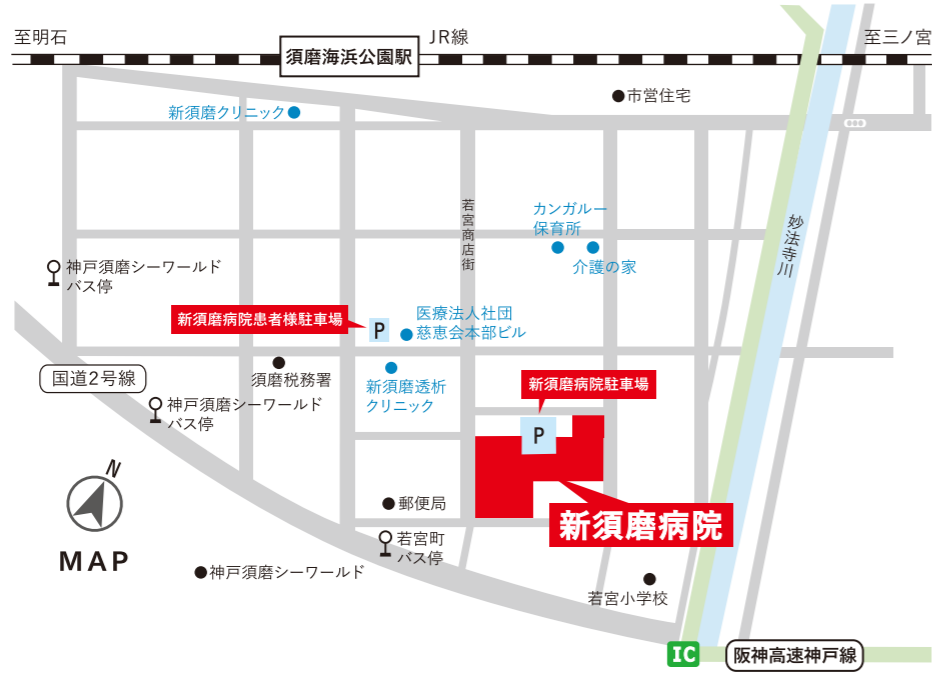 至明石
JR線
至三ノ宮
須磨海浜公園駅
市営住宅
新須磨クリニック
若宮商店街
カンガルー
保育所
介護の家
妙法寺川
神戸須磨シーワールド
バス停
新須磨病院患者様駐車場
P
医療法人社団
慈恵会本部ビル
国道2号線
須磨税務署
新須磨透析
クリニック
新須磨病院駐車場
P
神戸須磨シーワールド
バス停
N
MAP
郵便局
新須磨病院
若宮町
バス停
神戸須磨シーワールド
若宮小学校
IC
阪神高速神戸線